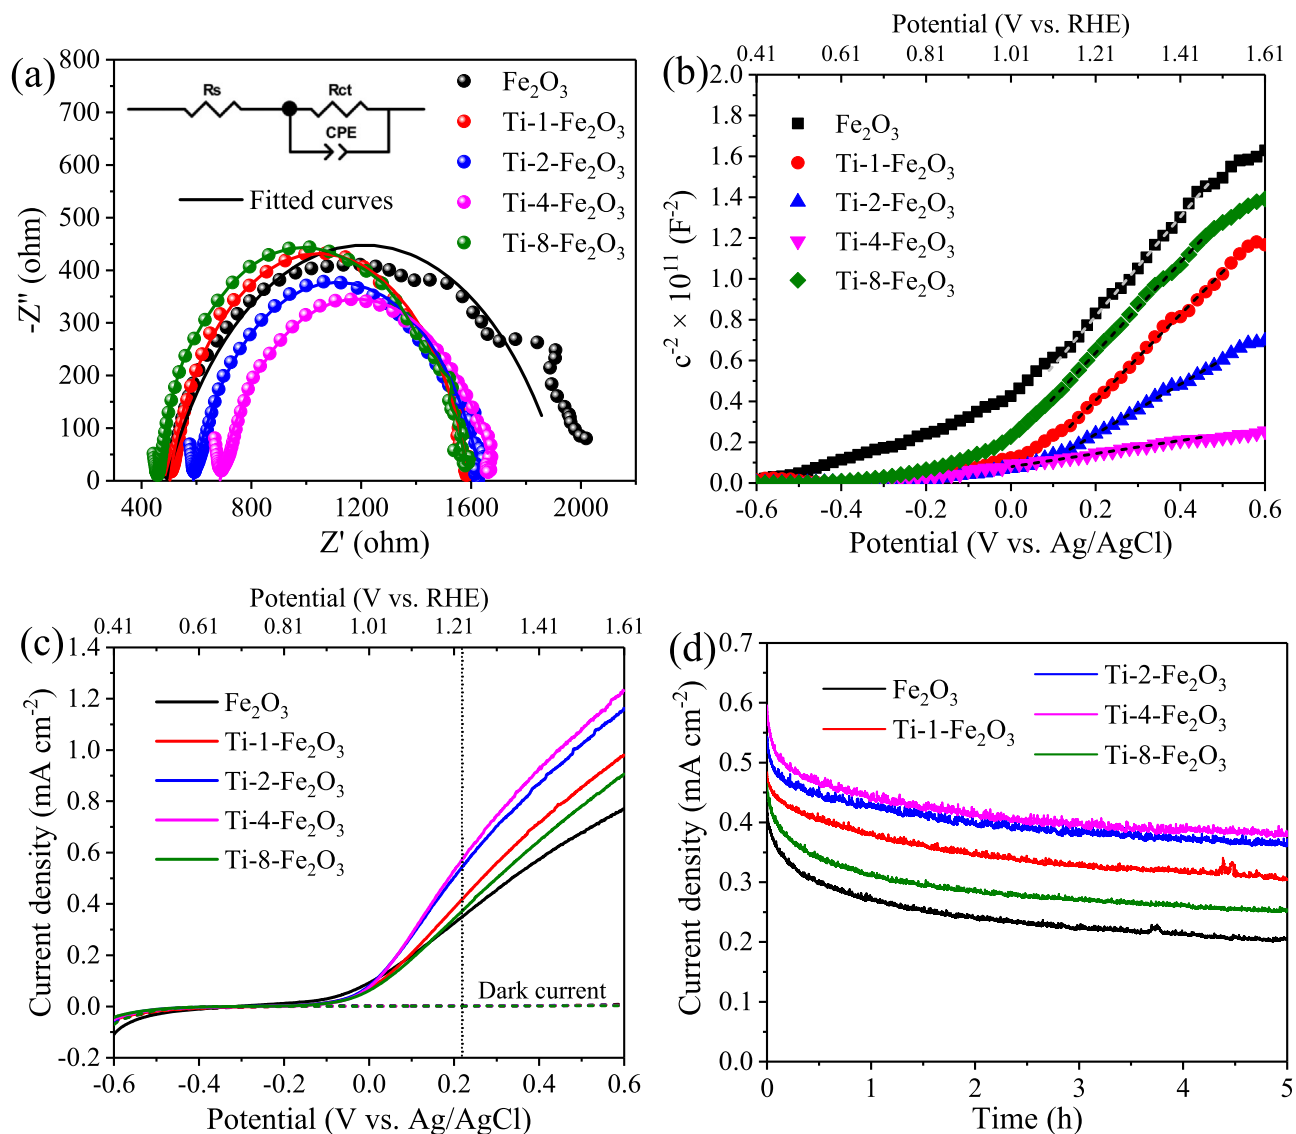 (a)
800
700
600
500
400
300
200
100
0
400 800 1200 1600 2000
-Z" (ohm)
Z' (ohm)
Rs
Rct
CPE
Fitted curves
Fe₂O₃
Ti-1-Fe₂O₃
Ti-2-Fe₂O₃
Ti-4-Fe₂O₃
Ti-8-Fe₂O₃
Potential (V vs. RHE)
0.41 0.61 0.81 1.01 1.21 1.41 1.61
(b)
2.0
1.8
1.6
1.4
1.2
1.0
0.8
0.6
0.4
0.2
0.0
-0.6 -0.4 -0.2 0.0 0.2 0.4 0.6
c⁻² × 10¹¹ (F⁻²)
Potential (V vs. Ag/AgCl)
Fe₂O₃
Ti-1-Fe₂O₃
Ti-2-Fe₂O₃
Ti-4-Fe₂O₃
Ti-8-Fe₂O₃
Potential (V vs. RHE)
0.41 0.61 0.81 1.01 1.21 1.41 1.61
(c)
1.4
1.2
1.0
0.8
0.6
0.4
0.2
0.0
-0.2
-0.6 -0.4 -0.2 0.0 0.2 0.4 0.6
Current density (mA cm⁻²)
Potential (V vs. Ag/AgCl)
Fe₂O₃
Ti-1-Fe₂O₃
Ti-2-Fe₂O₃
Ti-4-Fe₂O₃
Ti-8-Fe₂O₃
Dark current
(d)
0.7
0.6
0.5
0.4
0.3
0.2
0.1
0.0
0 1 2 3 4 5
Current density (mA cm⁻²)
Time (h)
Fe₂O₃
Ti-1-Fe₂O₃
Ti-2-Fe₂O₃
Ti-4-Fe₂O₃
Ti-8-Fe₂O₃